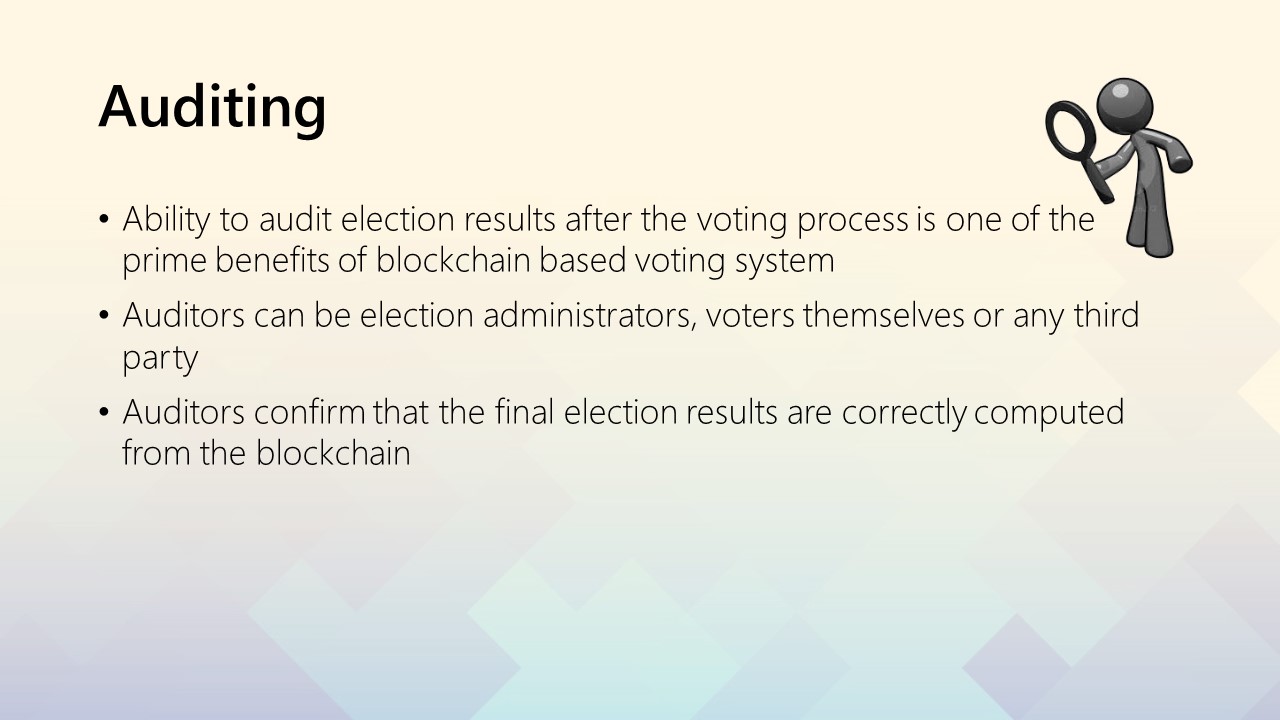 Auditing
• Ability to audit election results after the voting process is one of the
prime benefits of blockchain based voting system
• Auditors can be election administrators, voters themselves or any third
party
• Auditors confirm that the final election results are correctly computed
from the blockchain